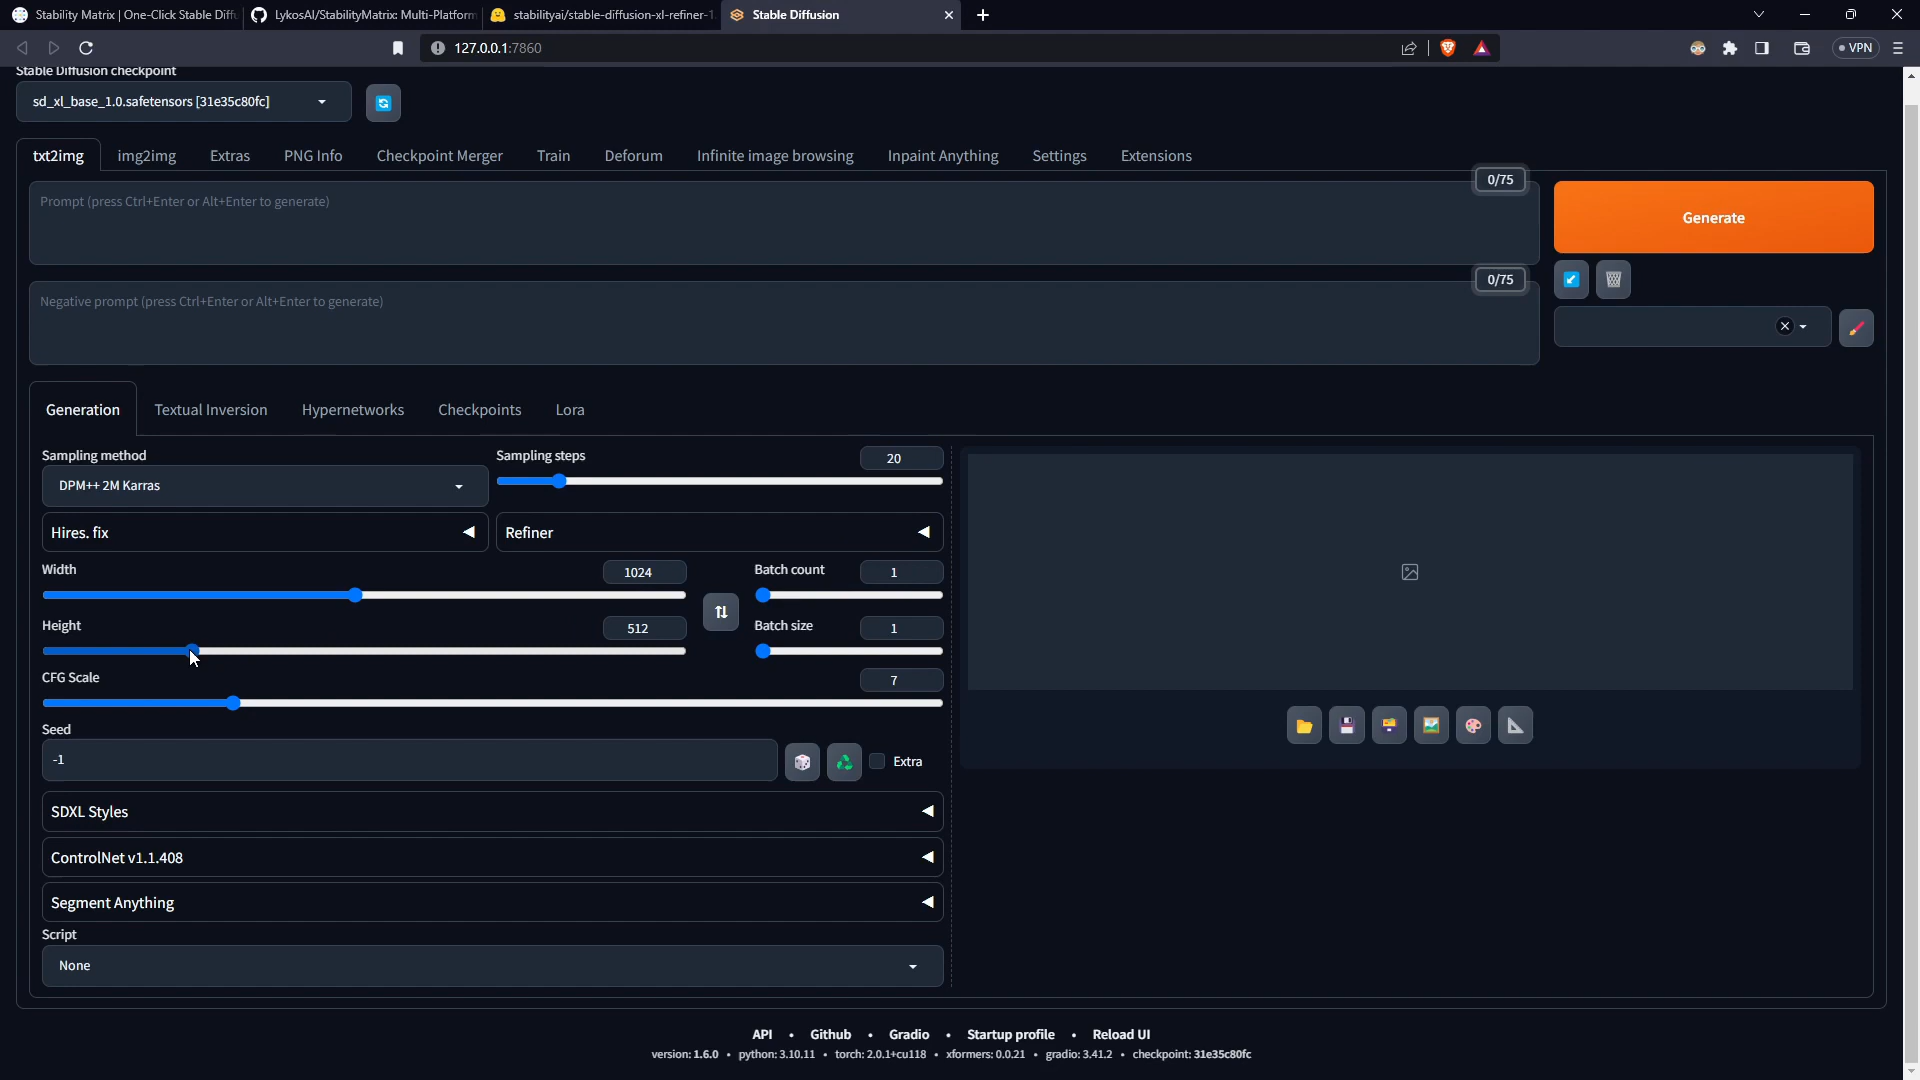 Stability Matrix | One-Click Stable Diffu
LykosAI/StabilityMatrix: Multi-Platform
stabilityai/stable-diffusion-xl-refiner-1.
Stable Diffusion
127.0.0.1:7860
VPN
Stable Diffusion checkpoint
sd_xl_base_1.0.safetensors [31e35c80fc]
txt2img
img2img
Extras
PNG Info
Checkpoint Merger
Train
Deforum
Infinite image browsing
Inpaint Anything
Settings
Extensions
Prompt (press Ctrl+Enter or Alt+Enter to generate)
0/75
Generate
Negative prompt (press Ctrl+Enter or Alt+Enter to generate)
0/75
Generation
Textual Inversion
Hypernetworks
Checkpoints
Lora
Sampling method
DPM++ 2M Karras
Sampling steps
20
Hires. fix
Refiner
Width
1024
Batch count
1
Height
512
Batch size
1
CFG Scale
7
Seed
-1
Extra
SDXL Styles
ControlNet v1.1.408
Segment Anything
Script
None
API • Github • Gradio • Startup profile • Reload UI
version: 1.6.0 • python: 3.10.11 • torch: 2.0.1+cu118 • xformers: 0.0.21 • gradio: 3.41.2 • checkpoint: 31e35c80fc